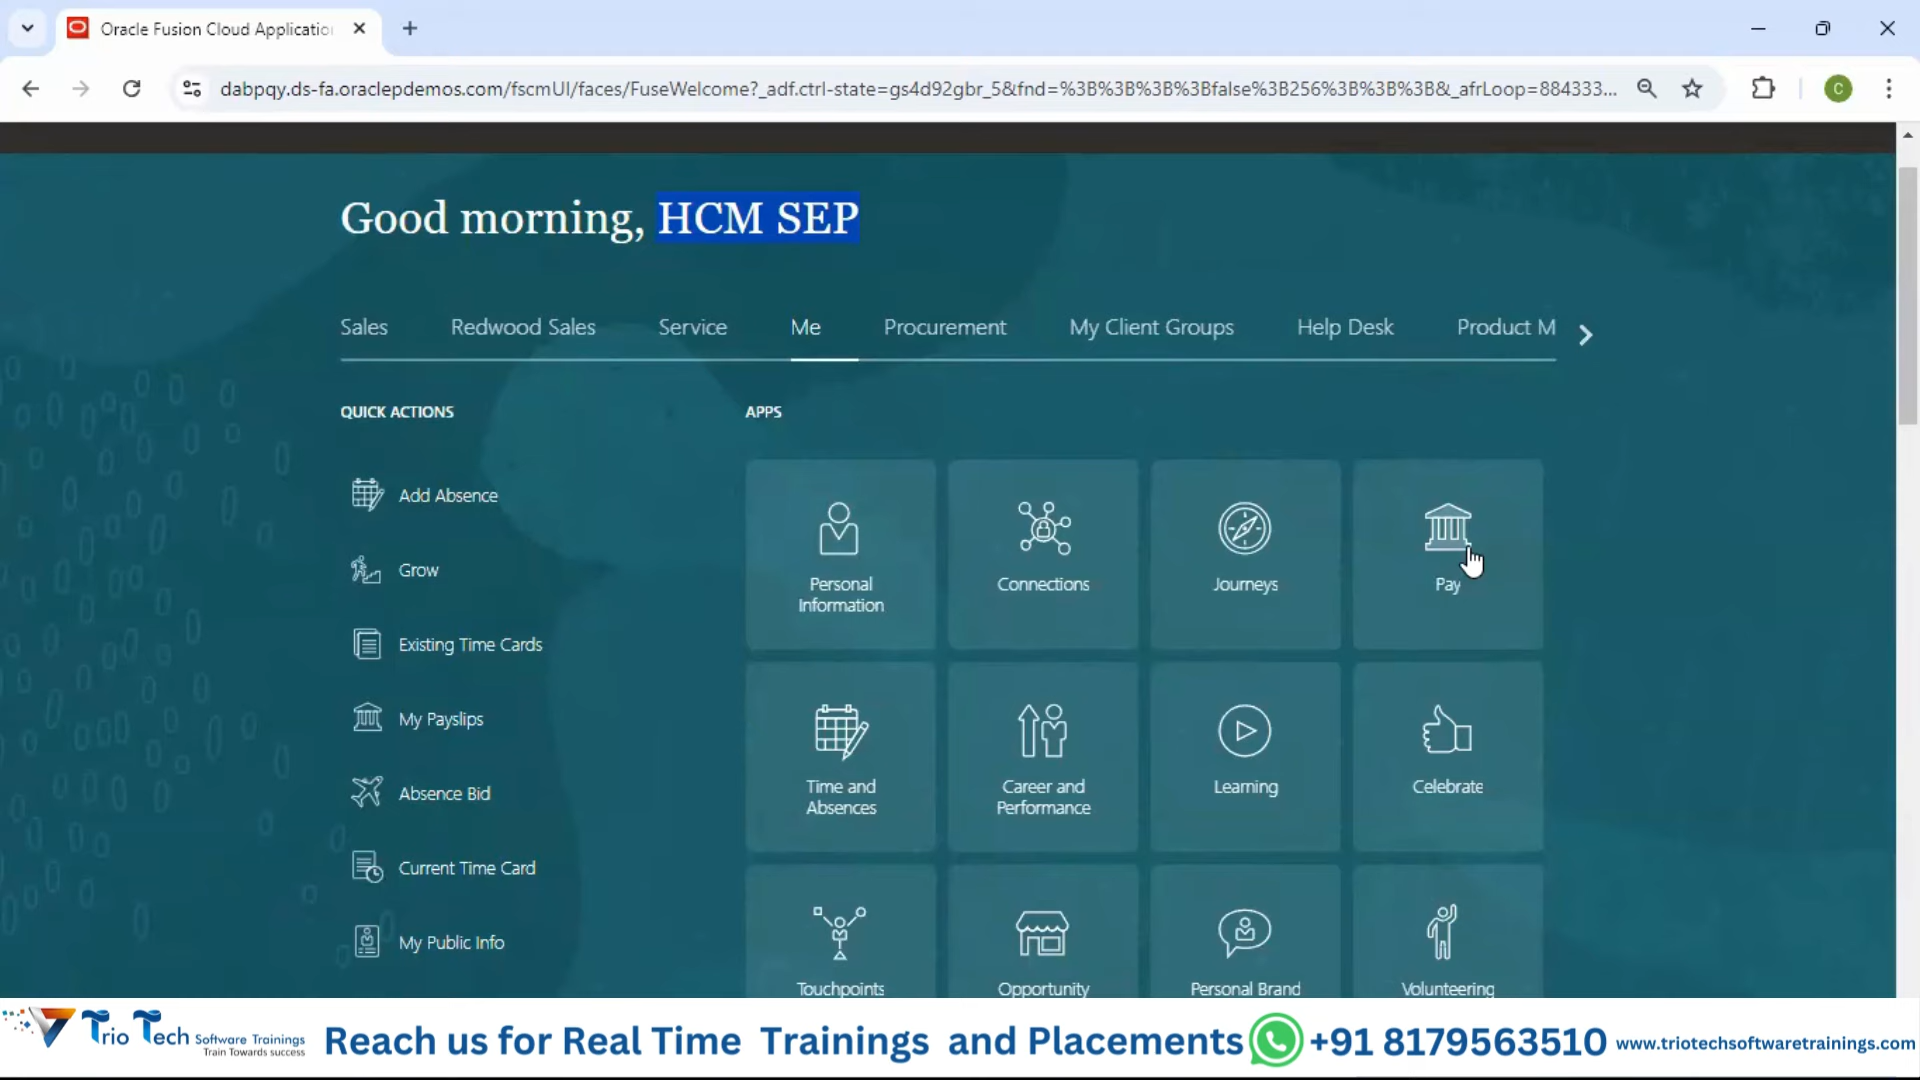 Oracle Fusion Cloud Applicatio
dabpqy.ds-fa.oraclepdemos.com/fscmUI/faces/FuseWelcome?_adf.ctrl-state=gs4d92gbr_5&fnd=%3B%3B%3B%3Bfalse%3B256%3B%3B%3B&_afrLoop=884333...
C
Good morning, HCM SEP
Sales Redwood Sales Service Me Procurement My Client Groups Help Desk Product M
QUICK ACTIONS
Add Absence
Grow
Existing Time Cards
My Payslips
Absence Bid
Current Time Card
My Public Info
APPS
Personal
Information
Connections
Journeys
Pay
Time and
Absences
Career and
Performance
Learning
Celebrate
Touchpoints
Opportunity
Personal Brand
Volunteering
Trio Tech Software Trainings
Train Towards success
Reach us for Real Time Trainings and Placements +91 8179563510 www.triotechsoftwaretrainings.com